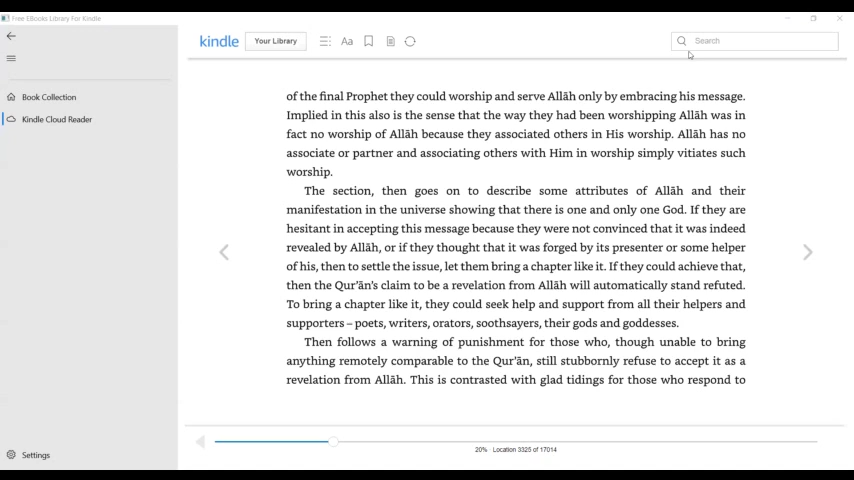 Free EBooks Library For Kindle
kindle
Your Library
Aa
Search
Book Collection
Kindle Cloud Reader
of the final Prophet they could worship and serve Allāh only by embracing his message.
Implied in this also is the sense that the way they had been worshipping Allāh was in
fact no worship of Allāh because they associated others in His worship. Allāh has no
associate or partner and associating others with Him in worship simply vitiates such
worship.
The section, then goes on to describe some attributes of Allāh and their
manifestation in the universe showing that there is one and only one God. If they are
hesitant in accepting this message because they were not convinced that it was indeed
revealed by Allāh, or if they thought that it was forged by its presenter or some helper
of his, then to settle the issue, let them bring a chapter like it. If they could achieve that,
then the Qur’ān’s claim to be a revelation from Allāh will automatically stand refuted.
To bring a chapter like it, they could seek help and support from all their helpers and
supporters – poets, writers, orators, soothsayers, their gods and goddesses.
Then follows a warning of punishment for those who, though unable to bring
anything remotely comparable to the Qur’ān, still stubbornly refuse to accept it as a
revelation from Allāh. This is contrasted with glad tidings for those who respond to
Settings
20% Location 3325 of 17014